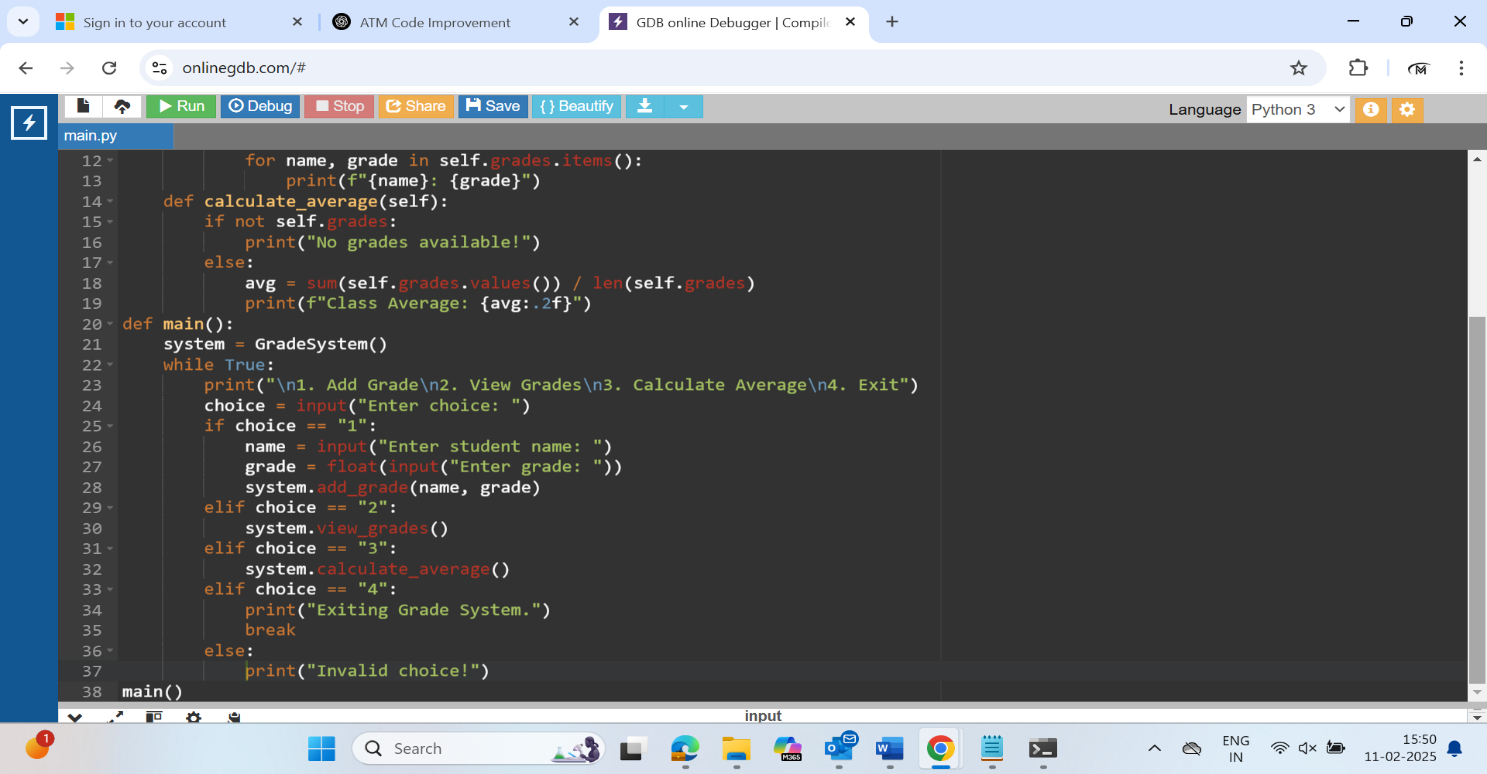 Sign in to your account
ATM Code Improvement
GDB online Debugger | Compile
onlinegdb.com/#
Run Debug Stop Share Save { } Beautify
Language Python 3
main.py
12 for name, grade in self.grades.items():
13 print(f"{name}: {grade}")
14 def calculate_average(self):
15 if not self.grades:
16 print("No grades available!")
17 else:
18 avg = sum(self.grades.values()) / len(self.grades)
19 print(f"Class Average: {avg:.2f}")
20 def main():
21 system = GradeSystem()
22 while True:
23 print("\n1. Add Grade\n2. View Grades\n3. Calculate Average\n4. Exit")
24 choice = input("Enter choice: ")
25 if choice == "1":
26 name = input("Enter student name: ")
27 grade = float(input("Enter grade: "))
28 system.add_grade(name, grade)
29 elif choice == "2":
30 system.view_grades()
31 elif choice == "3":
32 system.calculate_average()
33 elif choice == "4":
34 print("Exiting Grade System.")
35 break
36 else:
37 print("Invalid choice!")
38 main()
input
1
Search
M365
ENG
IN
15:50
11-02-2025